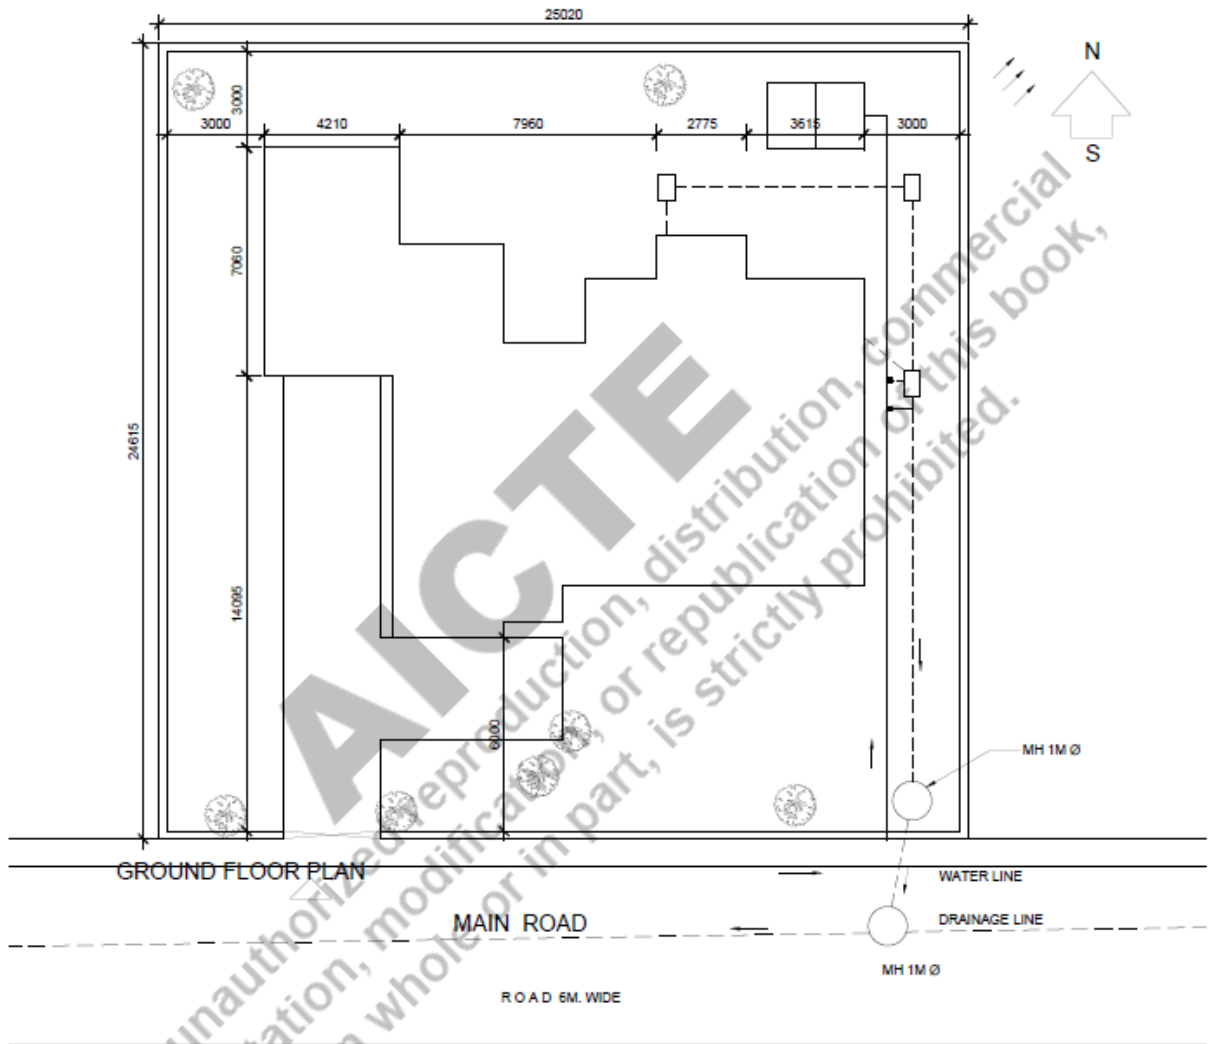 25020
N
S
3000
3000
4210
7960
2775
3615
3000
7060
24615
14095
6000
MH 1M Ø
GROUND FLOOR PLAN
WATER LINE
MAIN ROAD
DRAINAGE LINE
MH 1M Ø
ROAD 6M. WIDE
AICTE
unauthorized reproduction, distribution, commercial
tation, modification, or republication of this book,
n whole or in part, is strictly prohibited.